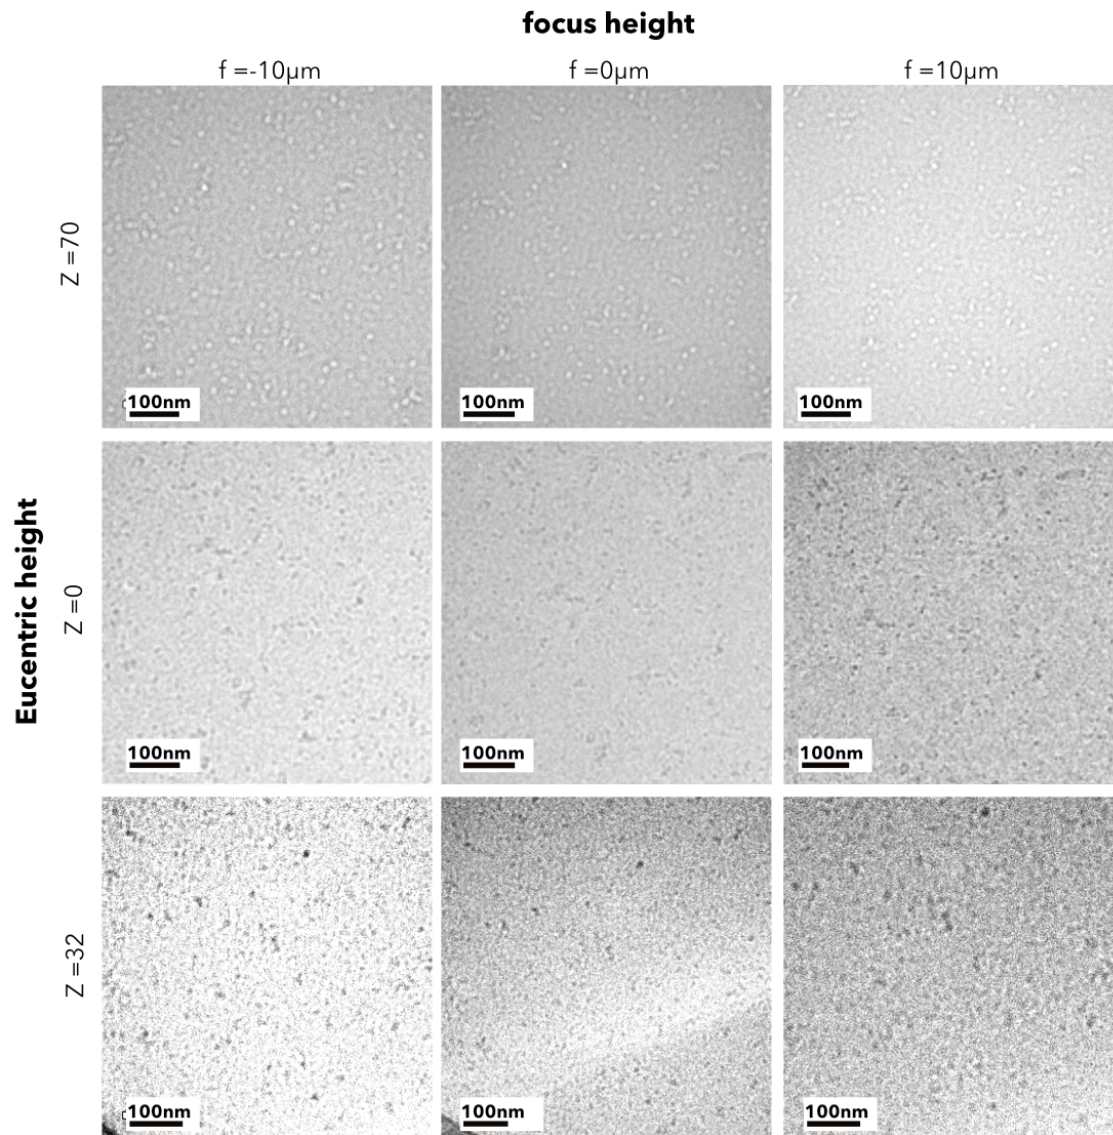 focus height
f =-10µm
f =0µm
f =10µm
Eucentric height
Z =70
100nm
100nm
100nm
Z =0
100nm
100nm
100nm
Z =32
100nm
100nm
100nm